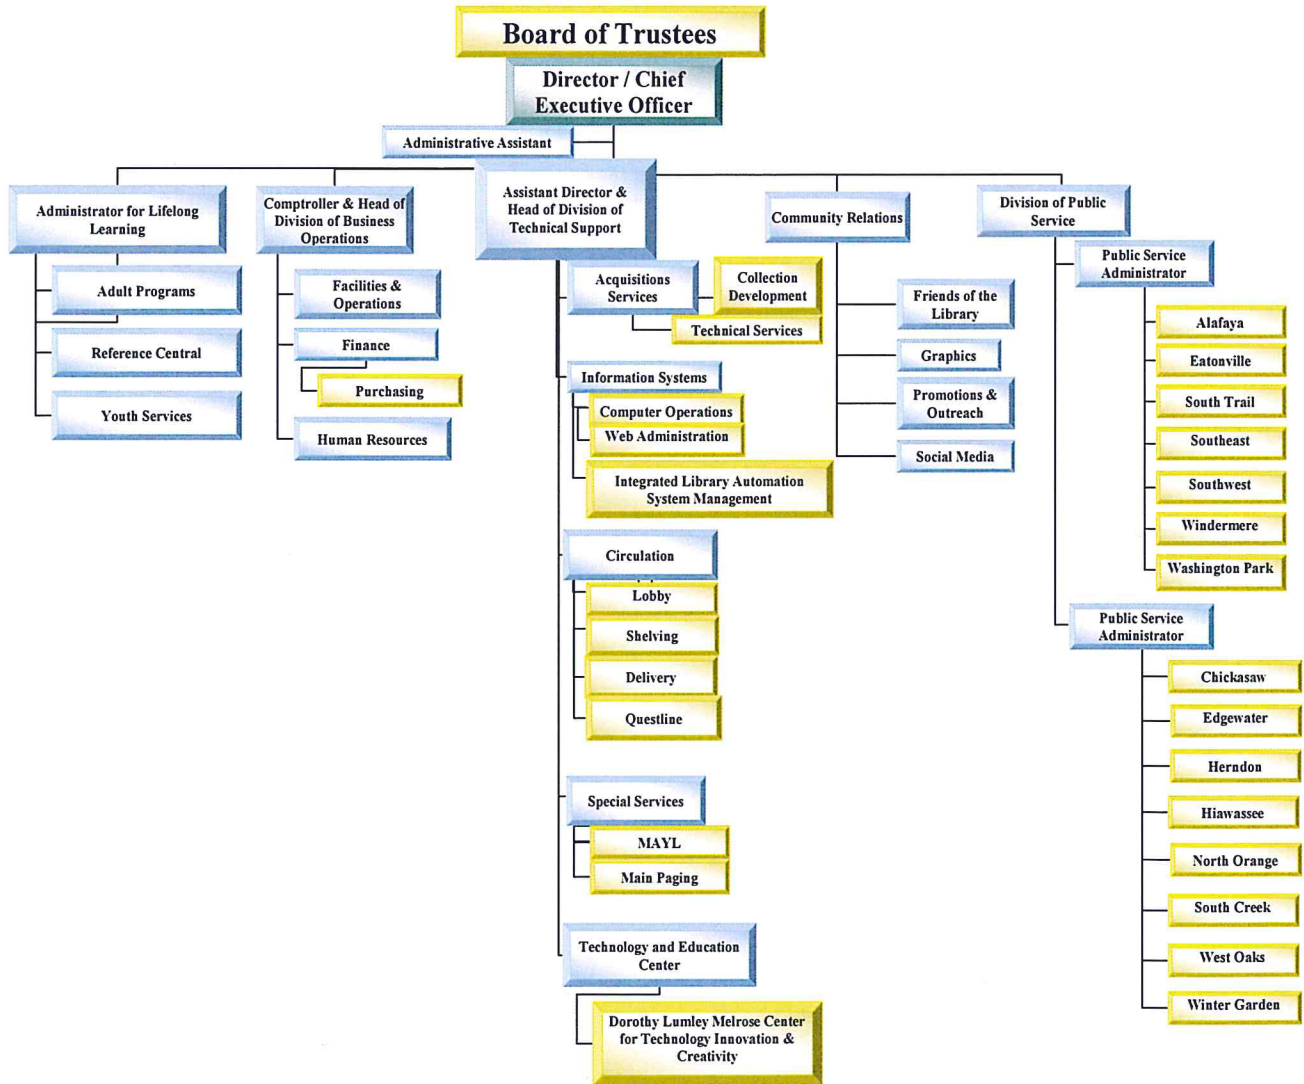 Board of Trustees
Director / Chief
Executive Officer
Administrative Assistant
Administrator for Lifelong
Learning
Adult Programs
Reference Central
Youth Services
Comptroller & Head of
Division of Business
Operations
Facilities &
Operations
Finance
Purchasing
Human Resources
Assistant Director &
Head of Division of
Technical Support
Acquisitions
Services
Collection
Development
Technical Services
Information Systems
Computer Operations
Web Administration
Integrated Library Automation
System Management
Circulation
Lobby
Shelving
Delivery
Questline
Special Services
MAYL
Main Paging
Technology and Education
Center
Dorothy Lumley Melrose Center
for Technology Innovation &
Creativity
Community Relations
Friends of the
Library
Graphics
Promotions &
Outreach
Social Media
Division of Public
Service
Public Service
Administrator
Alafaya
Eatonville
South Trail
Southeast
Southwest
Windermere
Washington Park
Public Service
Administrator
Chickasaw
Edgewater
Herndon
Hiawassee
North Orange
South Creek
West Oaks
Winter Garden